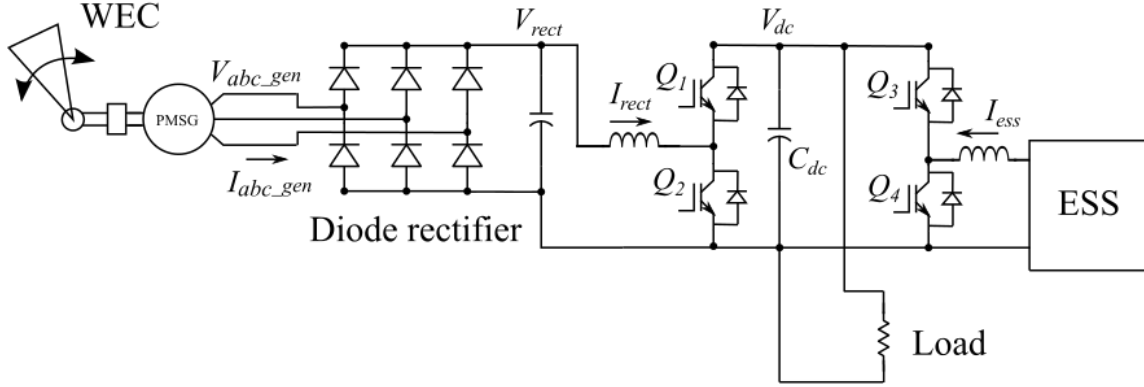 WEC
V_rect
V_dc
V_abc_gen
Q_1
Q_3
I_rect
I_ess
PMSG
C_dc
I_abc_gen
Q_2
Q_4
ESS
Diode rectifier
Load